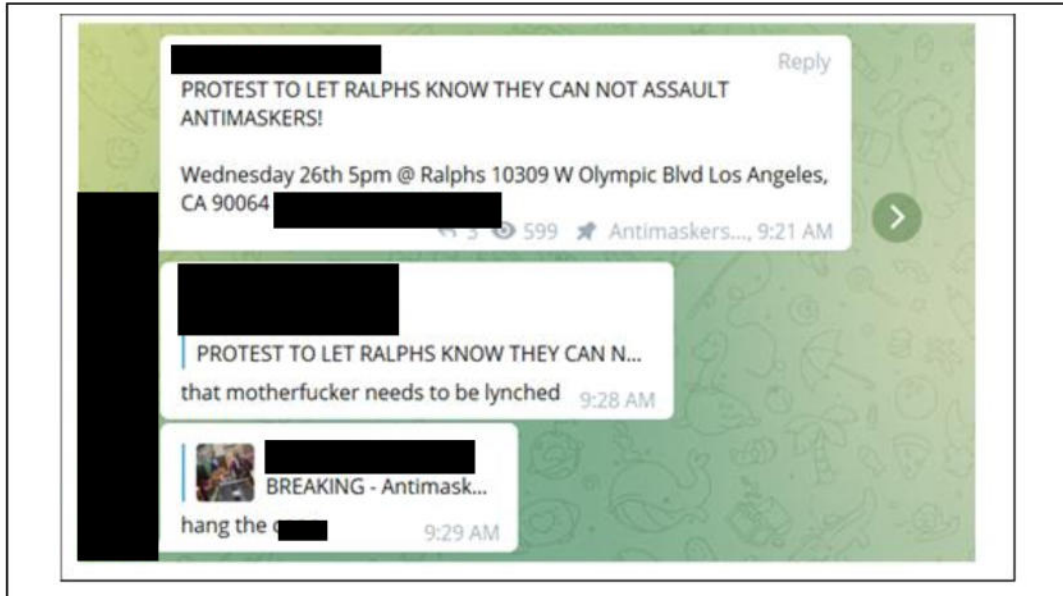 Reply
PROTEST TO LET RALPHS KNOW THEY CAN NOT ASSAULT
ANTIMASKERS!
Wednesday 26th 5pm @ Ralphs 10309 W Olympic Blvd Los Angeles,
CA 90064
3 599 Antimaskers..., 9:21 AM
PROTEST TO LET RALPHS KNOW THEY CAN N...
that motherfucker needs to be lynched 9:28 AM
BREAKING - Antimask...
hang the 9:29 AM